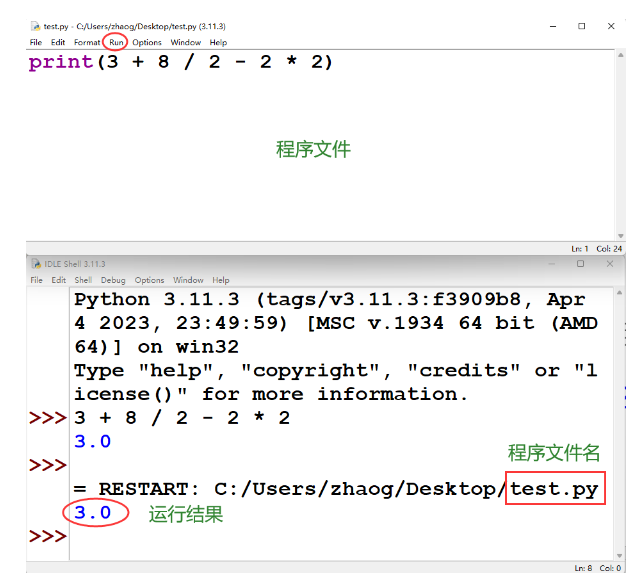 test.py - C:/Users/zhaog/Desktop/test.py (3.11.3)
File Edit Format Run Options Window Help
print(3 + 8 / 2 - 2 * 2)
程序文件
Ln: 1 Col: 24
IDLE Shell 3.11.3
File Edit Shell Debug Options Window Help
Python 3.11.3 (tags/v3.11.3:f3909b8, Apr
4 2023, 23:49:59) [MSC v.1934 64 bit (AMD
64)] on win32
Type "help", "copyright", "credits" or "l
icense()" for more information.
>>> 3 + 8 / 2 - 2 * 2
3.0
程序文件名
>>>
= RESTART: C:/Users/zhaog/Desktop/test.py
3.0 运行结果
>>>
Ln: 8 Col: 0